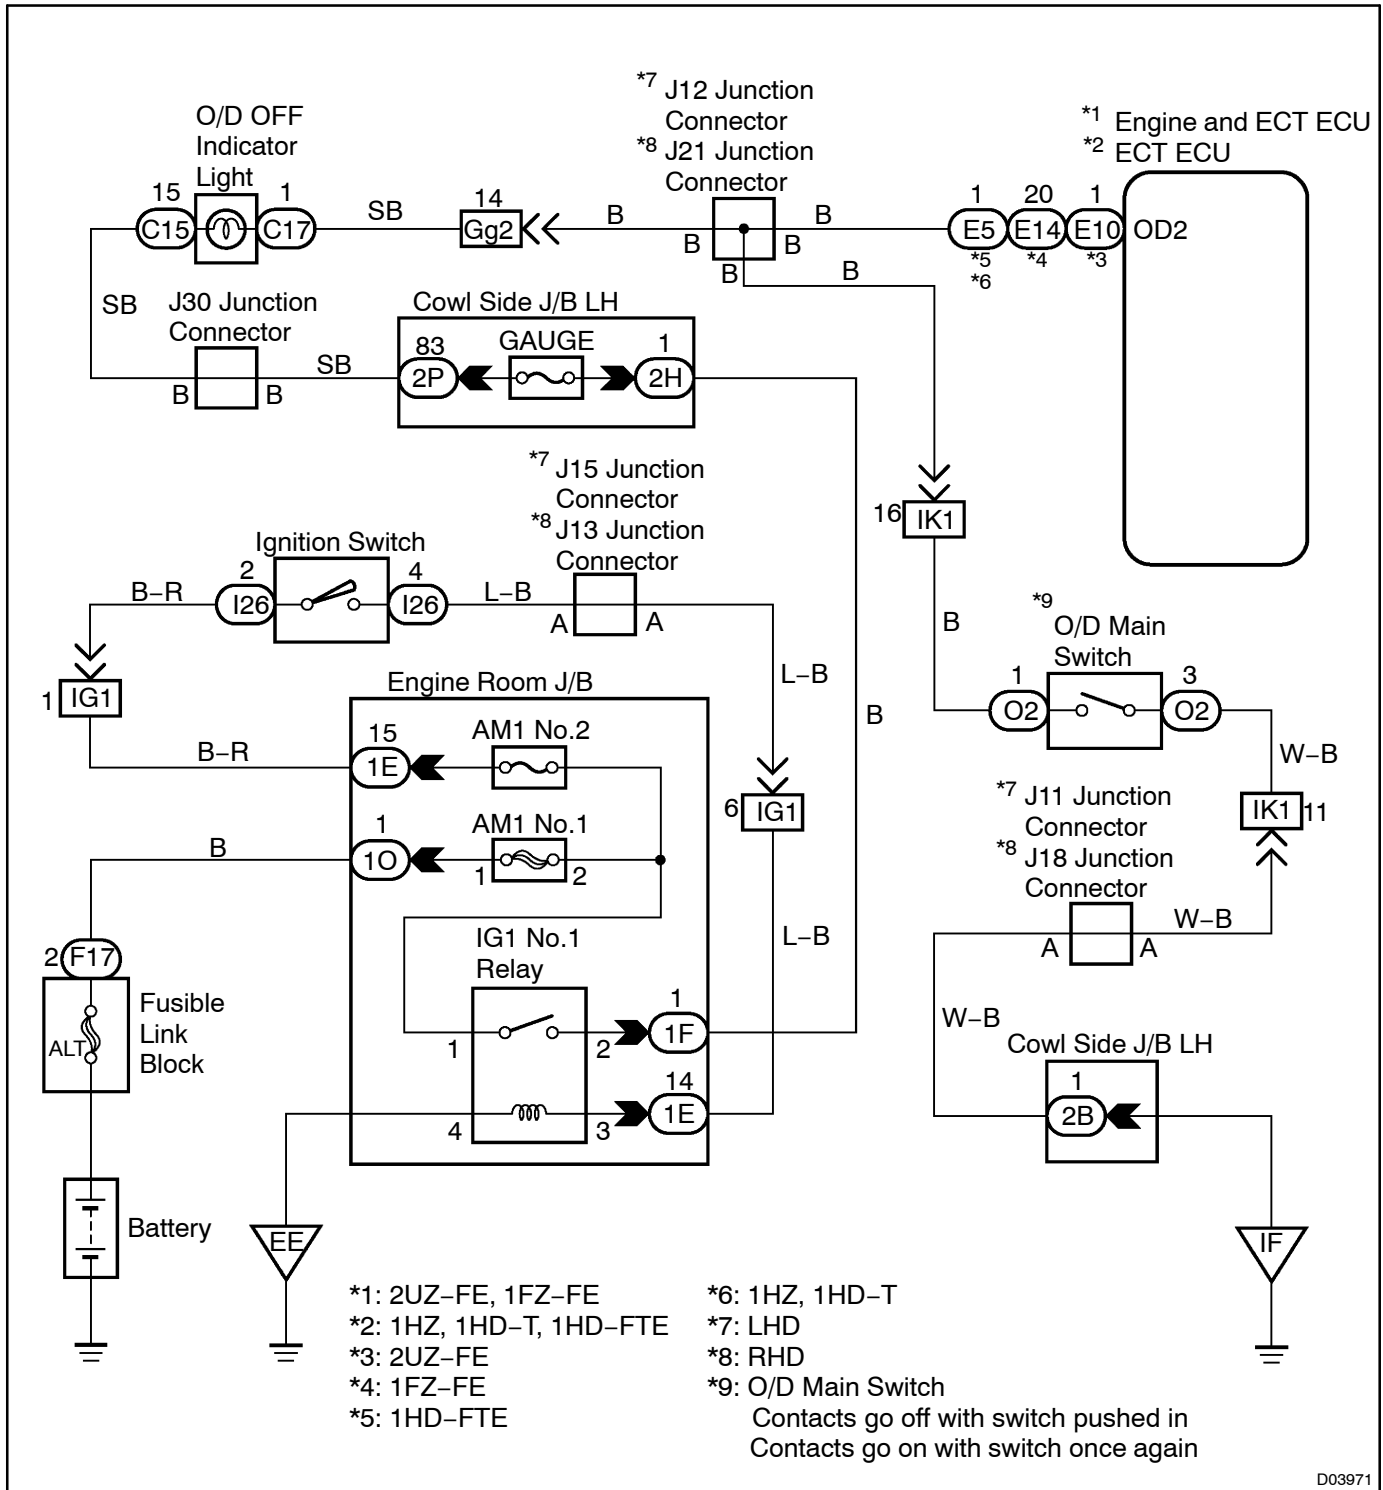 *7 J12 Junction
Connector
*8 J21 Junction
Connector
*1 Engine and ECT ECU
*2 ECT ECU
O/D OFF
Indicator
Light
15
C15
1
C17
SB
14
Gg2
B
B
B
B
B
B
1
E5
*5
*6
20
E14
*4
1
E10
*3
OD2
SB
J30 Junction
Connector
B
B
SB
Cowl Side J/B LH
83
2P
GAUGE
1
2H
*7 J15 Junction
Connector
*8 J13 Junction
Connector
16
IK1
Ignition Switch
B–R
2
I26
4
I26
L–B
A
A
*9
O/D Main
Switch
B
1
O2
3
O2
1
IG1
Engine Room J/B
L–B
B
W–B
B–R
15
1E
AM1 No.2
6
IG1
*7 J11 Junction
Connector
*8 J18 Junction
Connector
IK1
11
B
1
1O
AM1 No.1
1
2
W–B
A
A
2
F17
IG1 No.1
Relay
L–B
Fusible
Link
Block
ALT
1
2
1
1F
W–B
Cowl Side J/B LH
1
2B
4
3
14
1E
Battery
EE
IF
*1: 2UZ–FE, 1FZ–FE
*2: 1HZ, 1HD–T, 1HD–FTE
*3: 2UZ–FE
*4: 1FZ–FE
*5: 1HD–FTE
*6: 1HZ, 1HD–T
*7: LHD
*8: RHD
*9: O/D Main Switch
Contacts go off with switch pushed in
Contacts go on with switch once again
D03971